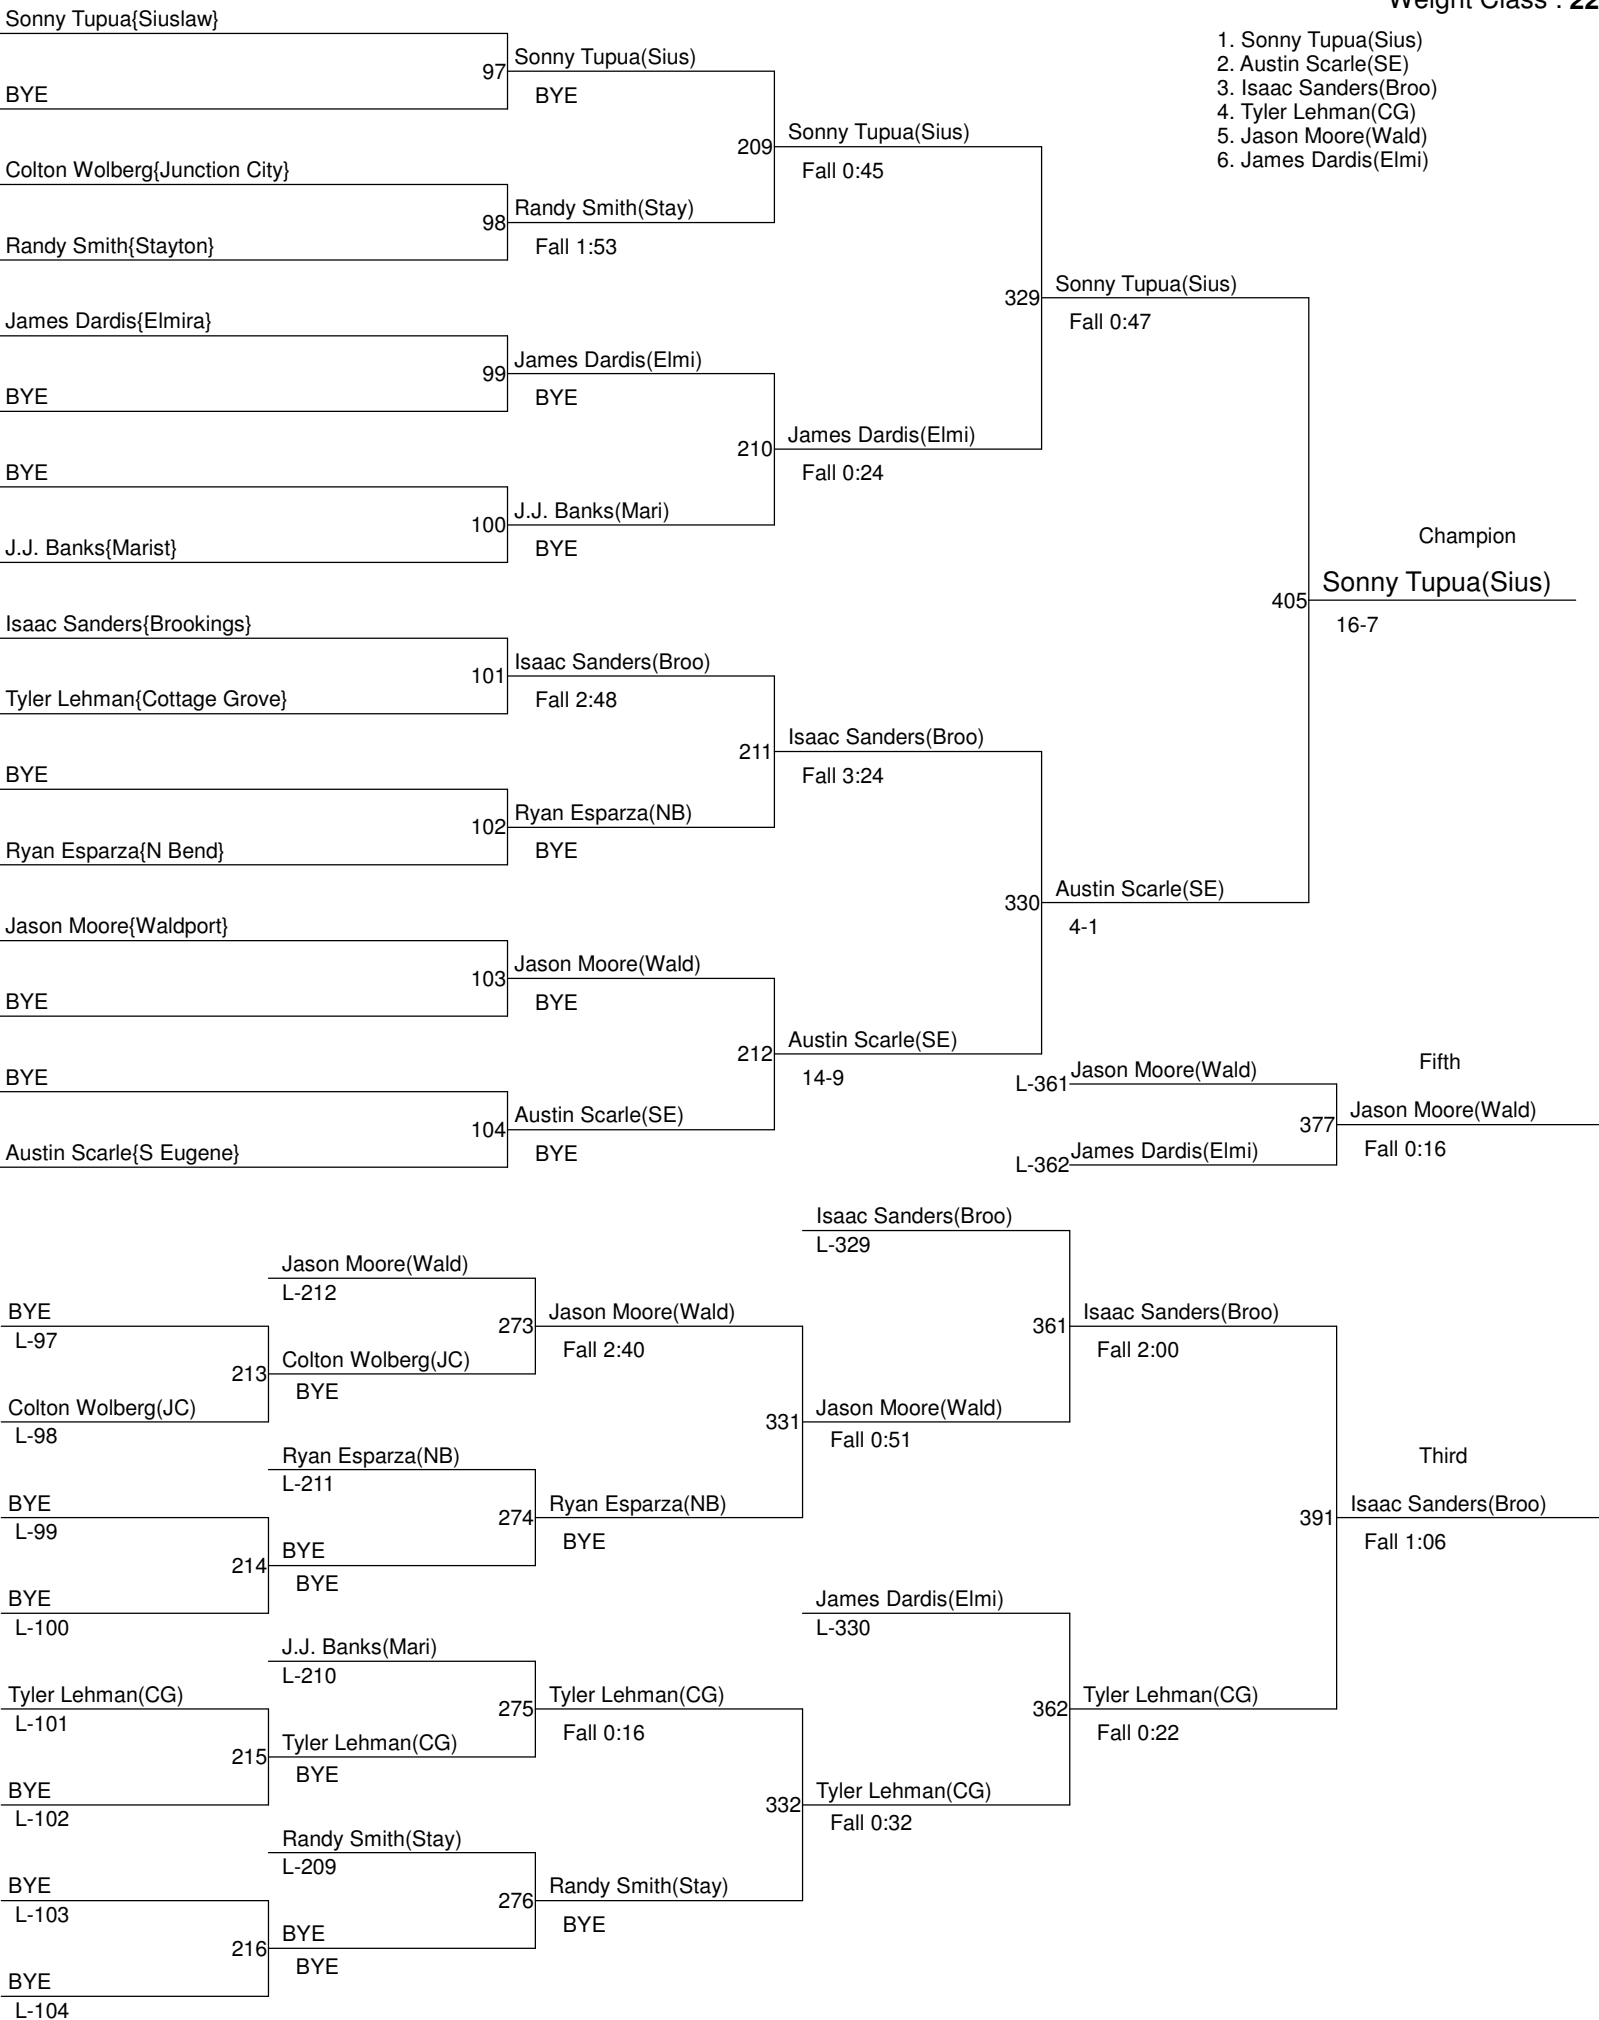 Weight Class : 22
1. Sonny Tupua(Sius)
2. Austin Scarle(SE)
3. Isaac Sanders(Broo)
4. Tyler Lehman(CG)
5. Jason Moore(Wald)
6. James Dardis(Elmi)
Sonny Tupua{Siuslaw}
BYE
Colton Wolberg{Junction City}
Randy Smith{Stayton}
James Dardis{Elmira}
BYE
BYE
J.J. Banks{Marist}
Isaac Sanders{Brookings}
Tyler Lehman{Cottage Grove}
BYE
Ryan Esparza{N Bend}
Jason Moore{Waldport}
BYE
BYE
Austin Scarle{S Eugene}
97
Sonny Tupua(Sius)
BYE
98
Randy Smith(Stay)
Fall 1:53
99
James Dardis(Elmi)
BYE
100
J.J. Banks(Mari)
BYE
101
Isaac Sanders(Broo)
Fall 2:48
102
Ryan Esparza(NB)
BYE
103
Jason Moore(Wald)
BYE
104
Austin Scarle(SE)
BYE
209
Sonny Tupua(Sius)
Fall 0:45
210
James Dardis(Elmi)
Fall 0:24
211
Isaac Sanders(Broo)
Fall 3:24
212
Austin Scarle(SE)
14-9
329
Sonny Tupua(Sius)
Fall 0:47
330
Austin Scarle(SE)
4-1
Champion
405
Sonny Tupua(Sius)
16-7
L-361
Jason Moore(Wald)
L-362
James Dardis(Elmi)
Fifth
377
Jason Moore(Wald)
Fall 0:16
BYE
L-97
Colton Wolberg(JC)
L-98
BYE
L-99
BYE
L-100
Tyler Lehman(CG)
L-101
BYE
L-102
BYE
L-103
BYE
L-104
Jason Moore(Wald)
L-212
213
Colton Wolberg(JC)
BYE
Ryan Esparza(NB)
L-211
214
BYE
BYE
J.J. Banks(Mari)
L-210
215
Tyler Lehman(CG)
BYE
Randy Smith(Stay)
L-209
216
BYE
BYE
273
Jason Moore(Wald)
Fall 2:40
274
Ryan Esparza(NB)
BYE
275
Tyler Lehman(CG)
Fall 0:16
276
Randy Smith(Stay)
BYE
Isaac Sanders(Broo)
L-329
331
Jason Moore(Wald)
Fall 0:51
James Dardis(Elmi)
L-330
332
Tyler Lehman(CG)
Fall 0:32
361
Isaac Sanders(Broo)
Fall 2:00
362
Tyler Lehman(CG)
Fall 0:22
Third
391
Isaac Sanders(Broo)
Fall 1:06